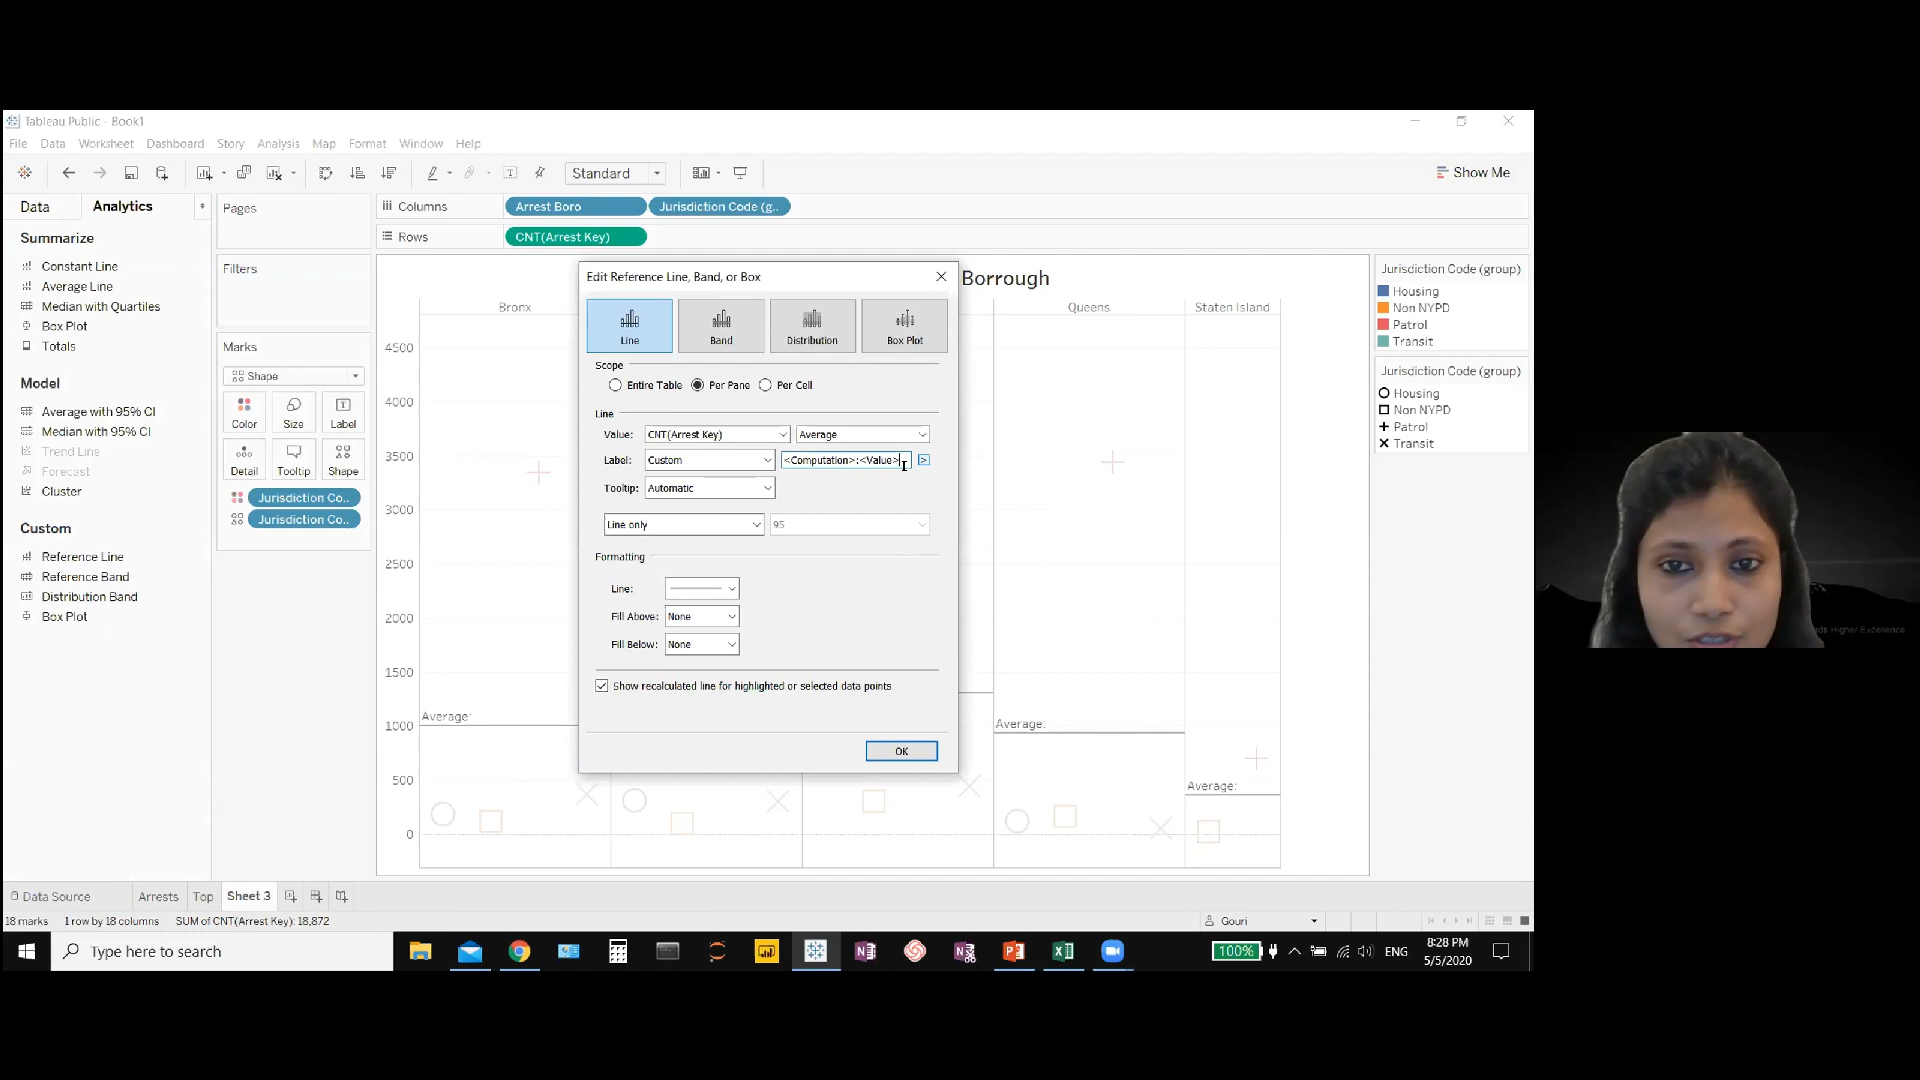 Tableau Public - Book1
File Data Worksheet Dashboard Story Analysis Map Format Window Help
Standard
Show Me
Data Analytics
Pages
Columns
Arrest Boro
Jurisdiction Code (g..
Rows
CNT(Arrest Key)
Summarize
Constant Line
Average Line
Median with Quartiles
Box Plot
Totals
Model
Average with 95% CI
Median with 95% CI
Trend Line
Forecast
Cluster
Custom
Reference Line
Reference Band
Distribution Band
Box Plot
Filters
Marks
Shape
Color Size Label
Detail Tooltip Shape
Jurisdiction Co..
Jurisdiction Co..
Borrough
Bronx
Queens
Staten Island
4500
4000
3500
3000
2500
2000
1500
1000
500
0
Average:
Average:
Average:
Edit Reference Line, Band, or Box
Line Band Distribution Box Plot
Scope
Entire Table Per Pane Per Cell
Line
Value: CNT(Arrest Key) Average
Label: Custom <Computation>:<Value>
Tooltip: Automatic
Line only 95
Formatting
Line:
Fill Above: None
Fill Below: None
Show recalculated line for highlighted or selected data points
OK
Jurisdiction Code (group)
Housing
Non NYPD
Patrol
Transit
Jurisdiction Code (group)
Housing
Non NYPD
Patrol
Transit
Data Source Arrests Top Sheet 3
18 marks 1 row by 18 columns SUM of CNT(Arrest Key): 18,872
Gouri
Type here to search
100%
ENG
8:28 PM
5/5/2020
Higher Excellence